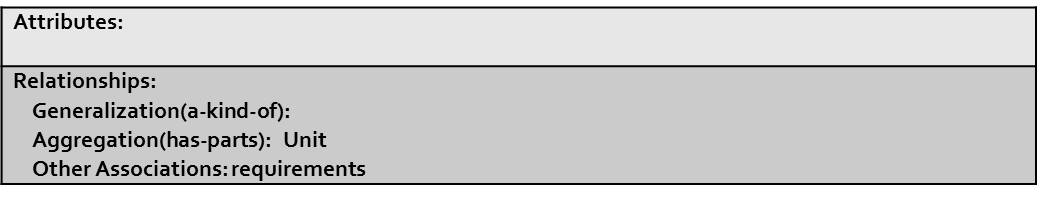 Attributes:
Relationships:
Generalization(a-kind-of):
Aggregation(has-parts): Unit
Other Associations: requirements